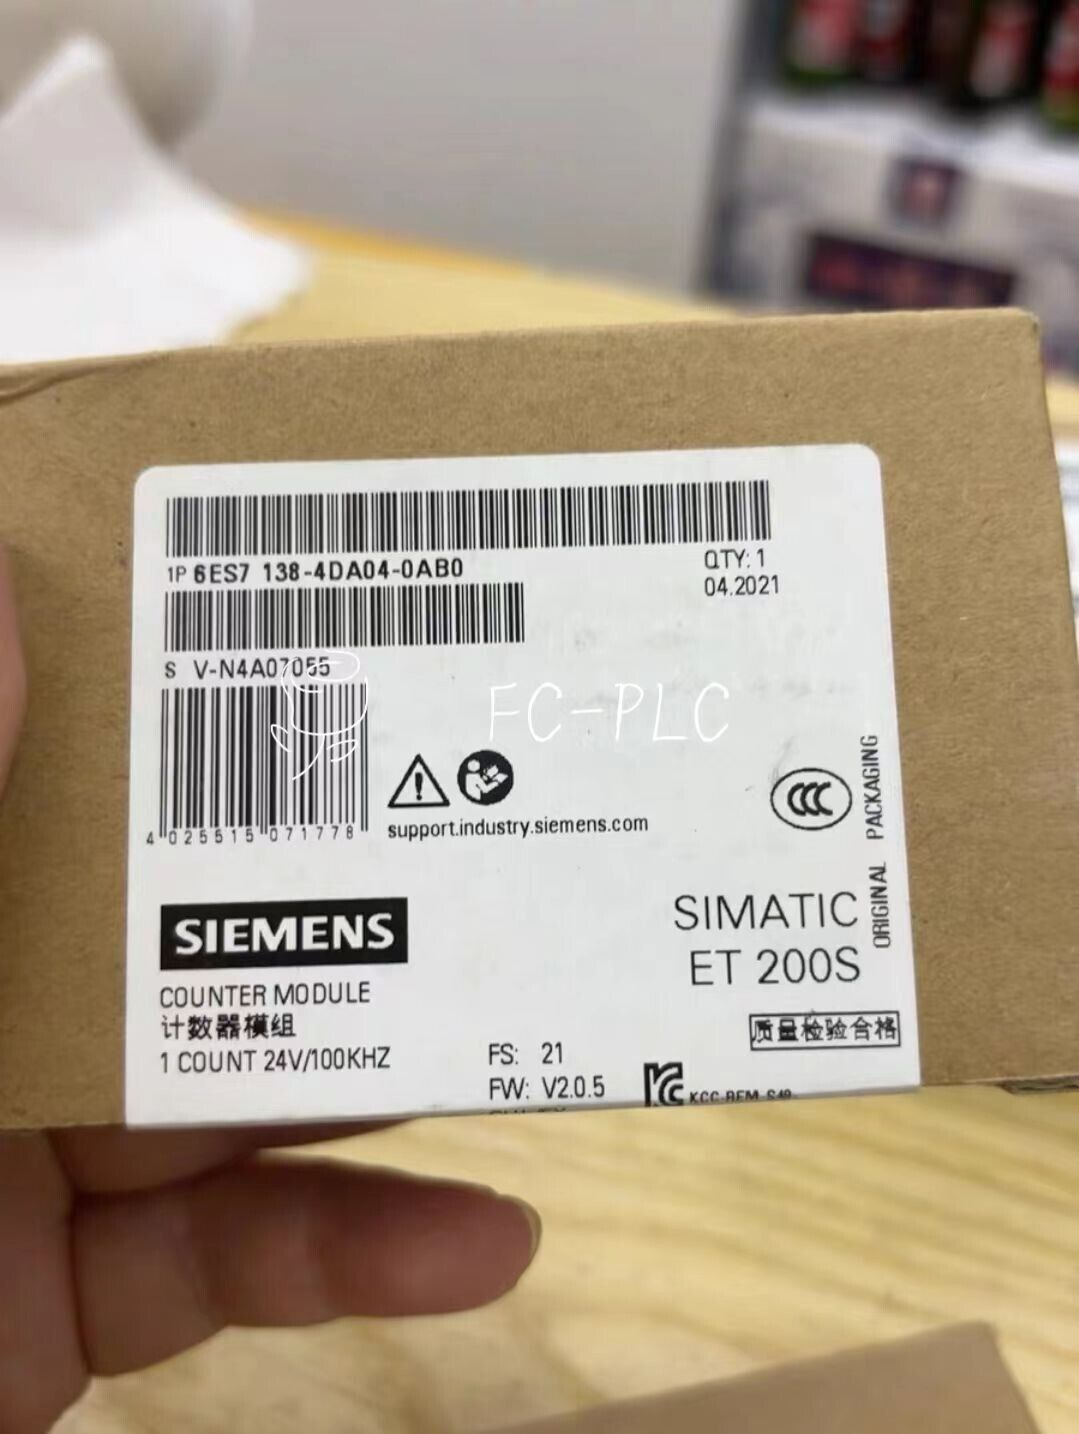 1P 6ES7 138-4DA04-0AB0
QTY: 1
04.2021
S V-N4A07055
FC-PLC
4 025515 071778
support.industry.siemens.com
CCC
ORIGINAL PACKAGING
SIEMENS
SIMATIC
ET 200S
COUNTER MODULE
计数器模组
质量检验合格
1 COUNT 24V/100KHZ
FS: 21
FW: V2.0.5